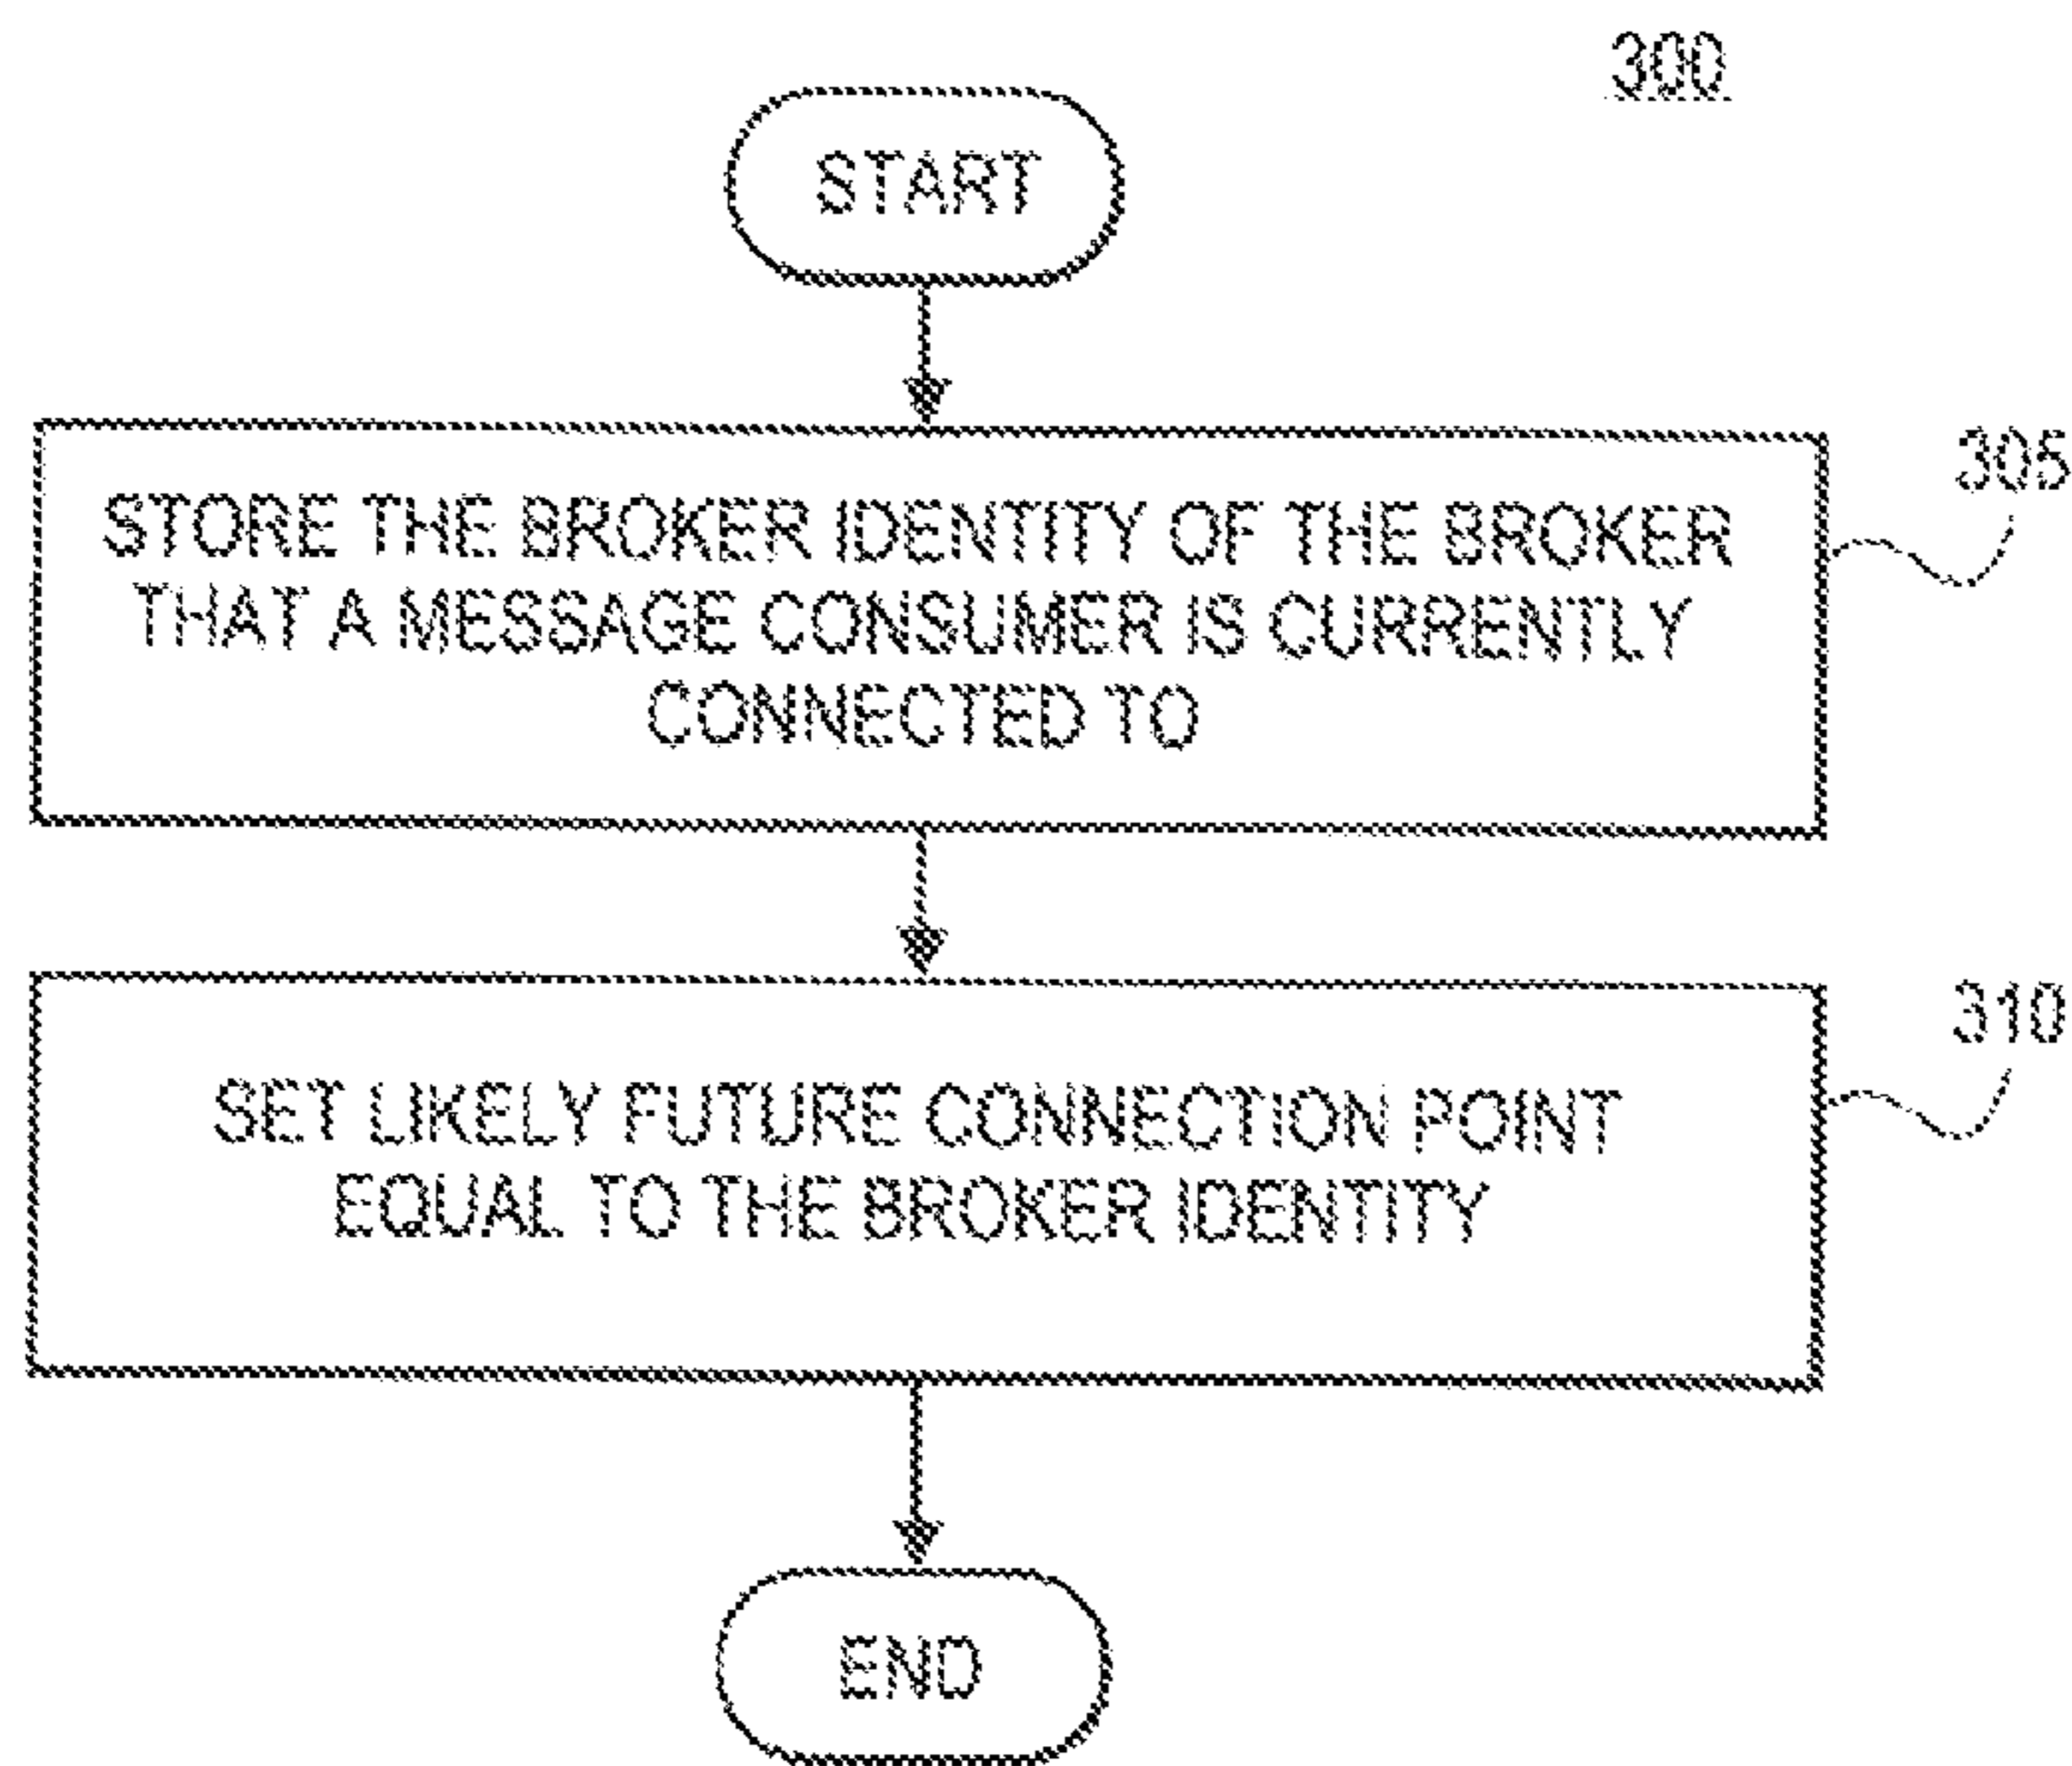 300
START
STORE THE BROKER IDENTITY OF THE BROKER
THAT A MESSAGE CONSUMER IS CURRENTLY
CONNECTED TO
305
SET LIKELY FUTURE CONNECTION POINT
EQUAL TO THE BROKER IDENTITY
310
END